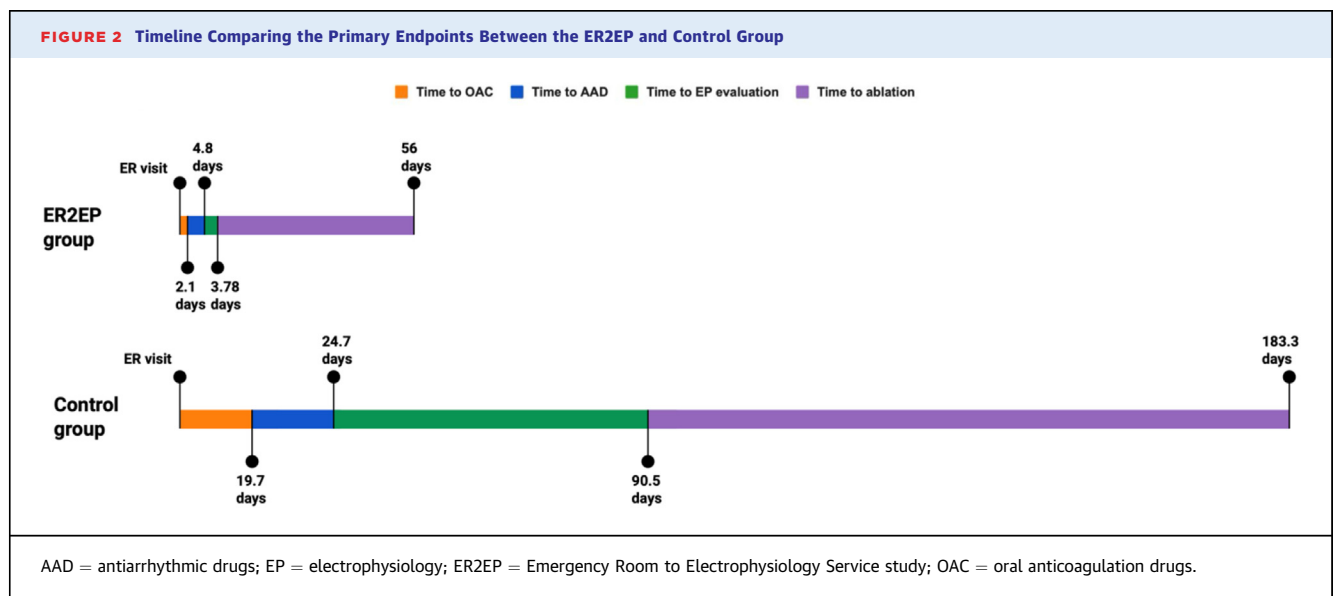 FIGURE 2 Timeline Comparing the Primary Endpoints Between the ER2EP and Control Group
Time to OAC Time to AAD Time to EP evaluation Time to ablation
ER visit
4.8
days
56
days
ER2EP
group
2.1
days
3.78
days
ER visit
24.7
days
183.3
days
Control
group
19.7
days
90.5
days
AAD = antiarrhythmic drugs; EP = electrophysiology; ER2EP = Emergency Room to Electrophysiology Service study; OAC = oral anticoagulation drugs.